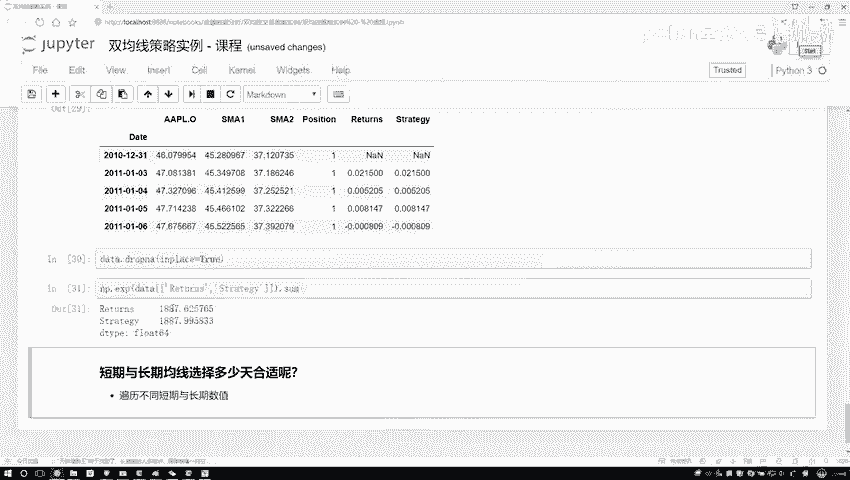 jupyter 双均线策略实例 - 课程 (unsaved changes)
File Edit View Insert Cell Kernel Widgets Help
Trusted Python 3
Markdown
Out[29]:
AAPL.O SMA1 SMA2 Position Returns Strategy
Date
2010-12-31 46.079954 45.280967 37.120735 1 NaN NaN
2011-01-03 47.081381 45.349708 37.186246 1 0.021500 0.021500
2011-01-04 47.327096 45.412599 37.252521 1 0.005205 0.005205
2011-01-05 47.714238 45.466102 37.322266 1 0.008147 0.008147
2011-01-06 47.675667 45.522585 37.392079 1 -0.000809 -0.000809
In [30]: data.dropna(inplace=True)
In [31]: np.exp(data[['Returns','Strategy']]).sum
Out[31]: Returns 1887.625765
Strategy 1887.995833
dtype: float64
短期与长期均线选择多少天合适呢?
• 遍历不同短期与长期数值